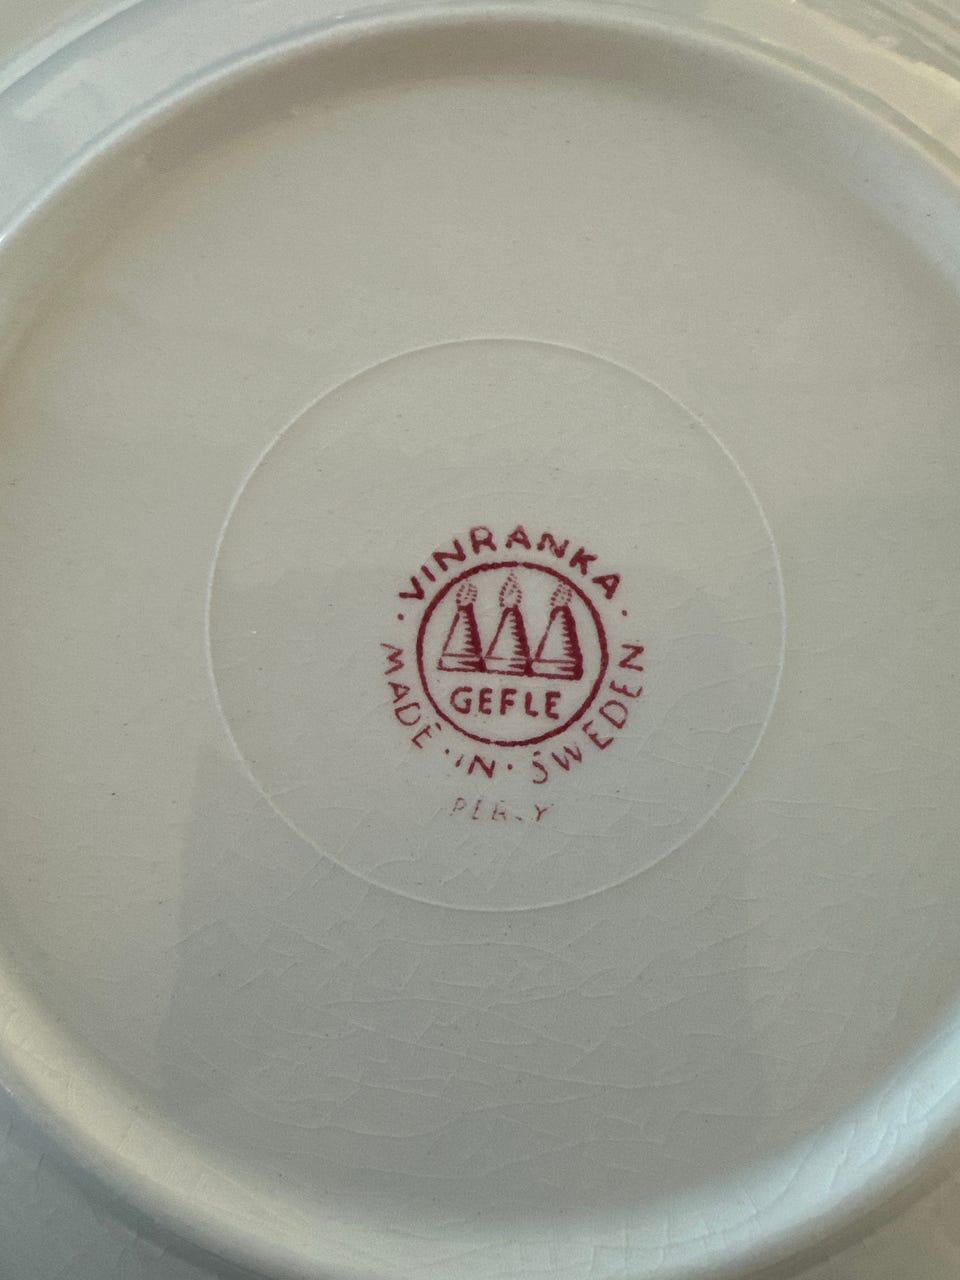 · VINRANKA ·
GEFLE
MADE · IN · SWEDEN